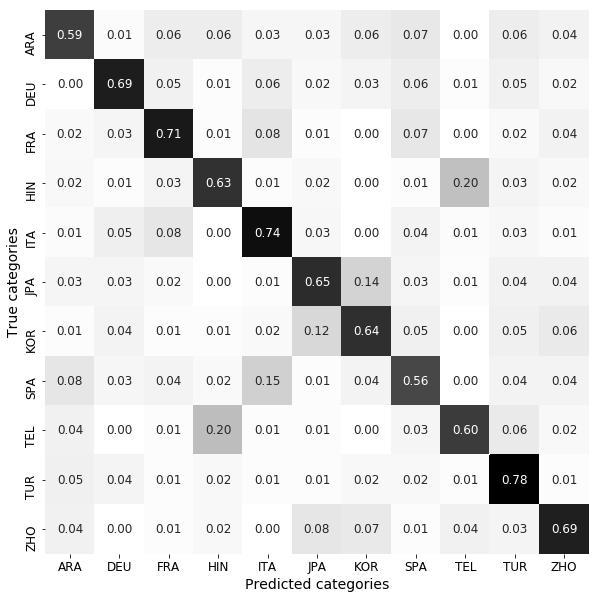 True categories
ARA 0.59 0.01 0.06 0.06 0.03 0.03 0.06 0.07 0.00 0.06 0.04
DEU 0.00 0.69 0.05 0.01 0.06 0.02 0.03 0.06 0.01 0.05 0.02
FRA 0.02 0.03 0.71 0.01 0.08 0.01 0.00 0.07 0.00 0.02 0.04
HIN 0.02 0.01 0.03 0.63 0.01 0.02 0.00 0.01 0.20 0.03 0.02
ITA 0.01 0.05 0.08 0.00 0.74 0.03 0.00 0.04 0.01 0.03 0.01
JPA 0.03 0.03 0.02 0.00 0.01 0.65 0.14 0.03 0.01 0.04 0.04
KOR 0.01 0.04 0.01 0.01 0.02 0.12 0.64 0.05 0.00 0.05 0.06
SPA 0.08 0.03 0.04 0.02 0.15 0.01 0.04 0.56 0.00 0.04 0.04
TEL 0.04 0.00 0.01 0.20 0.01 0.01 0.00 0.03 0.60 0.06 0.02
TUR 0.05 0.04 0.01 0.02 0.01 0.01 0.02 0.02 0.01 0.78 0.01
ZHO 0.04 0.00 0.01 0.02 0.00 0.08 0.07 0.01 0.04 0.03 0.69
ARA DEU FRA HIN ITA JPA KOR SPA TEL TUR ZHO
Predicted categories